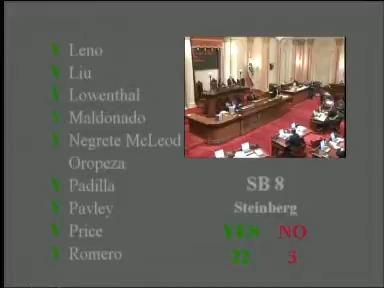 Y Leno
Y Liu
Y Lowenthal
Y Maldonado
Y Negrete McLeod
Oropeza
Y Padilla
Y Pavley
Y Price
Y Romero
SB 8
Steinberg
YES NO
22 3